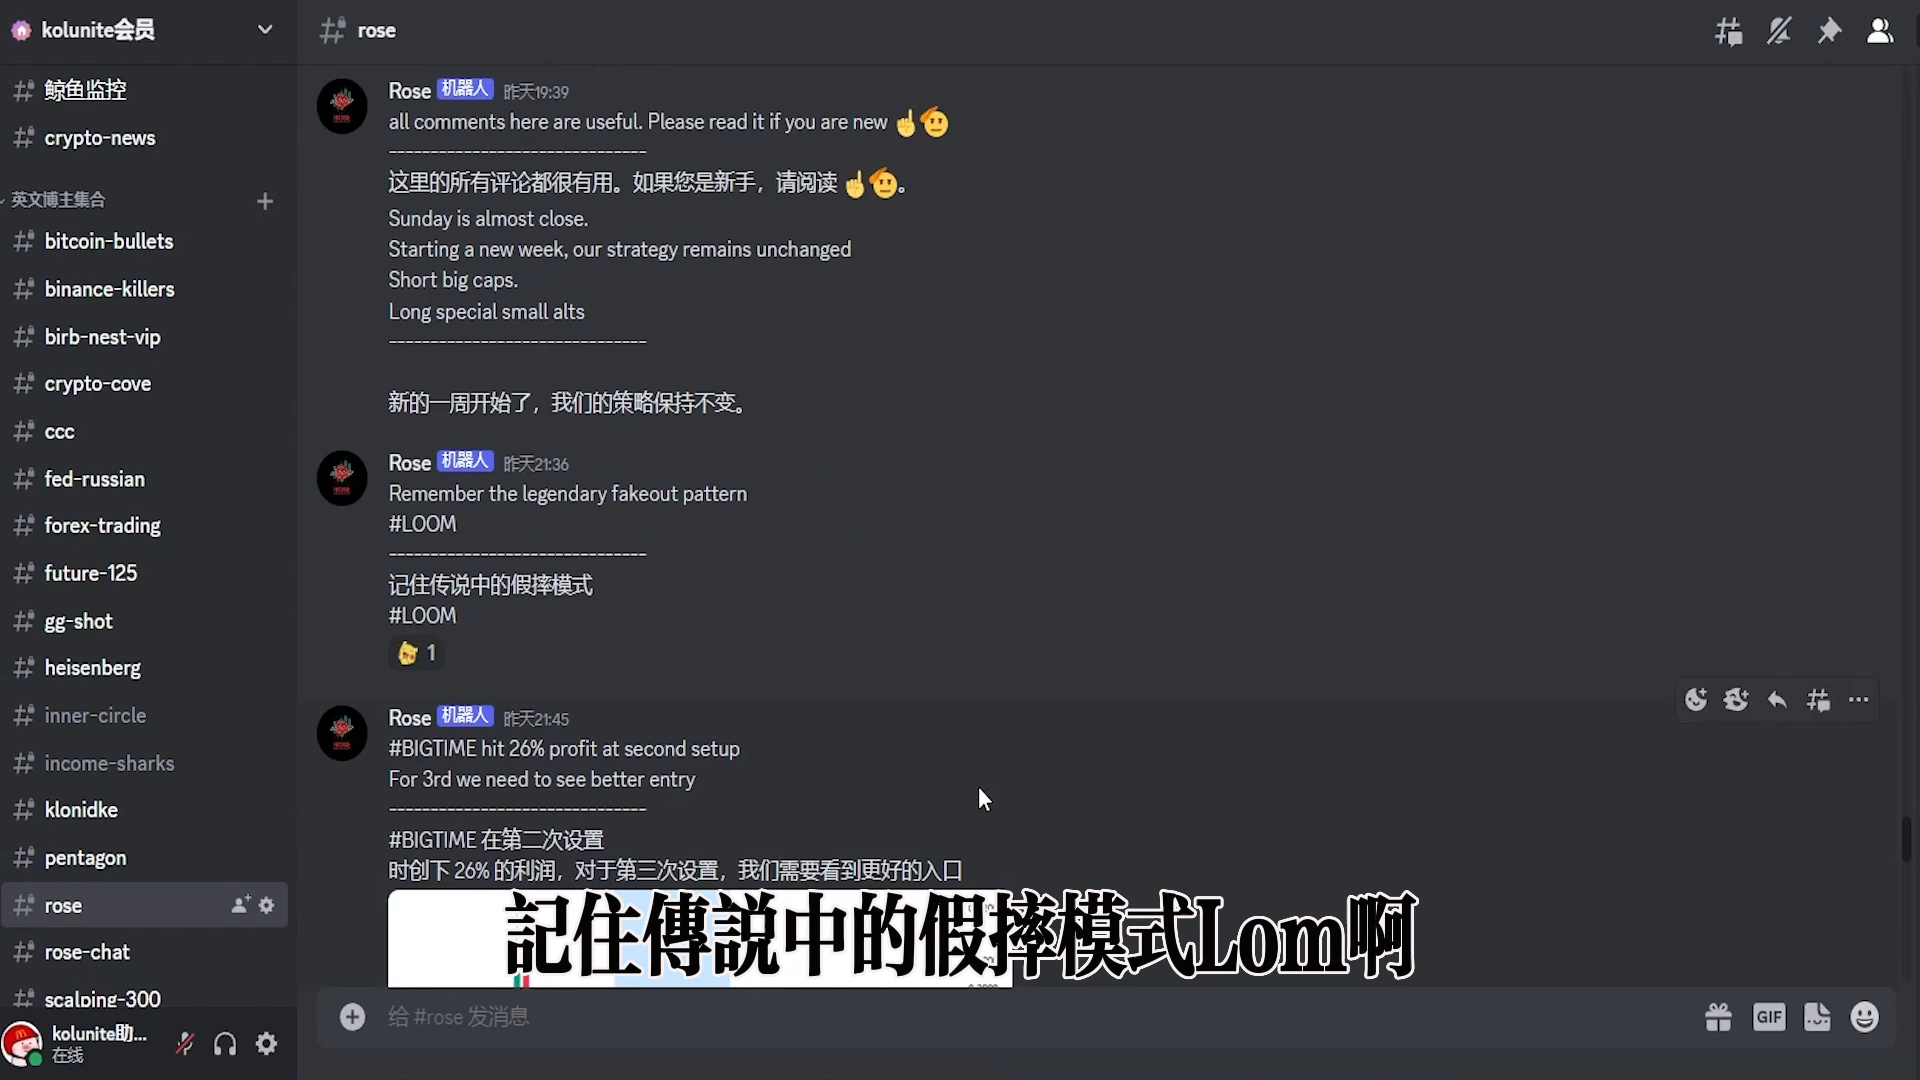 kolunite会员
鲸鱼监控
crypto-news
英文博主集合
bitcoin-bullets
binance-killers
birb-nest-vip
crypto-cove
ccc
fed-russian
forex-trading
future-125
gg-shot
heisenberg
inner-circle
income-sharks
klonidke
pentagon
rose
rose-chat
scalping-300
kolunite助...
在线
rose
Rose 机器人 昨天19:39
all comments here are useful. Please read it if you are new
-------------------------------
这里的所有评论都很有用。如果您是新手，请阅读 。
Sunday is almost close.
Starting a new week, our strategy remains unchanged
Short big caps.
Long special small alts
-------------------------------
新的一周开始了，我们的策略保持不变。
Rose 机器人 昨天21:36
Remember the legendary fakeout pattern
#LOOM
-------------------------------
记住传说中的假摔模式
#LOOM
1
Rose 机器人 昨天21:45
#BIGTIME hit 26% profit at second setup
For 3rd we need to see better entry
-------------------------------
#BIGTIME 在第二次设置
时创下 26% 的利润，对于第三次设置，我们需要看到更好的入口
記住傳説中的假摔模式Lom啊
给 #rose 发消息
GIF